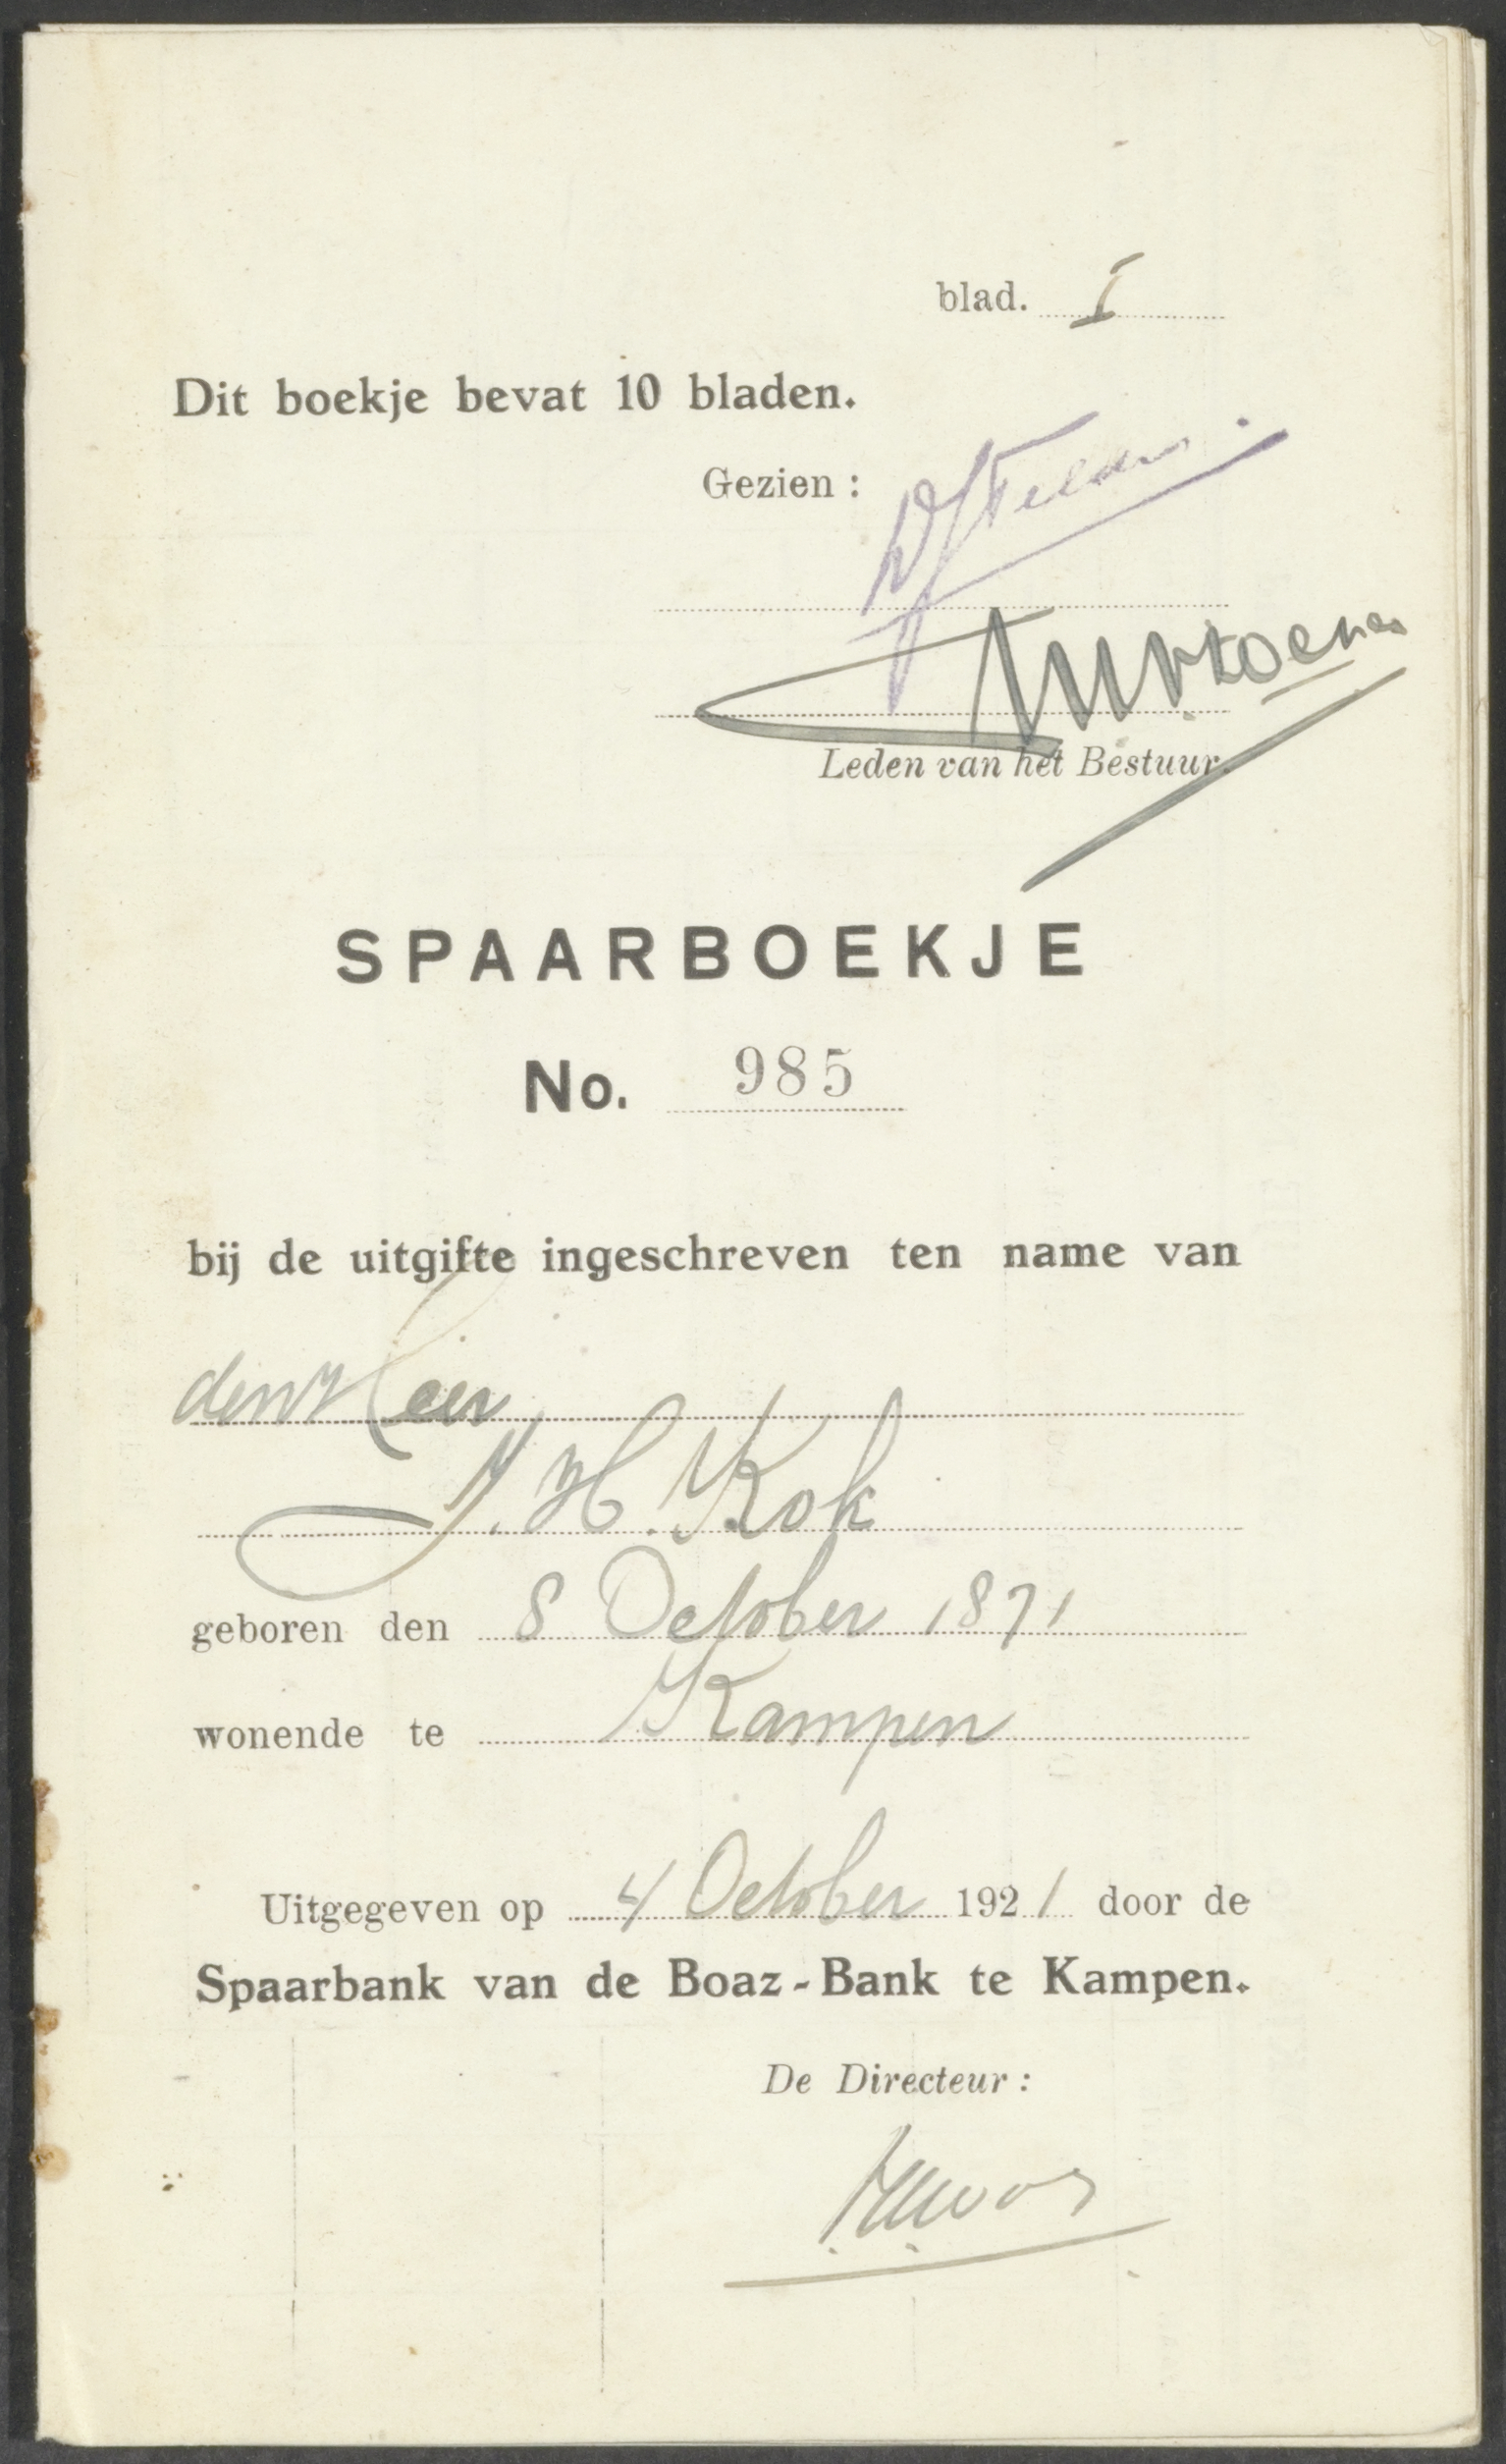 blad. I
Dit boekje bevat 10 bladen.
Gezien :
Leden van het Bestuur.
SPAARBOEKJE
No. 985
bij de uitgifte ingeschreven ten name van
den Heer
J. H. Kok
geboren den 8 October 1871
wonende te Kampen
Uitgegeven op 4 October 1921 door de
Spaarbank van de Boaz-Bank te Kampen.
De Directeur :